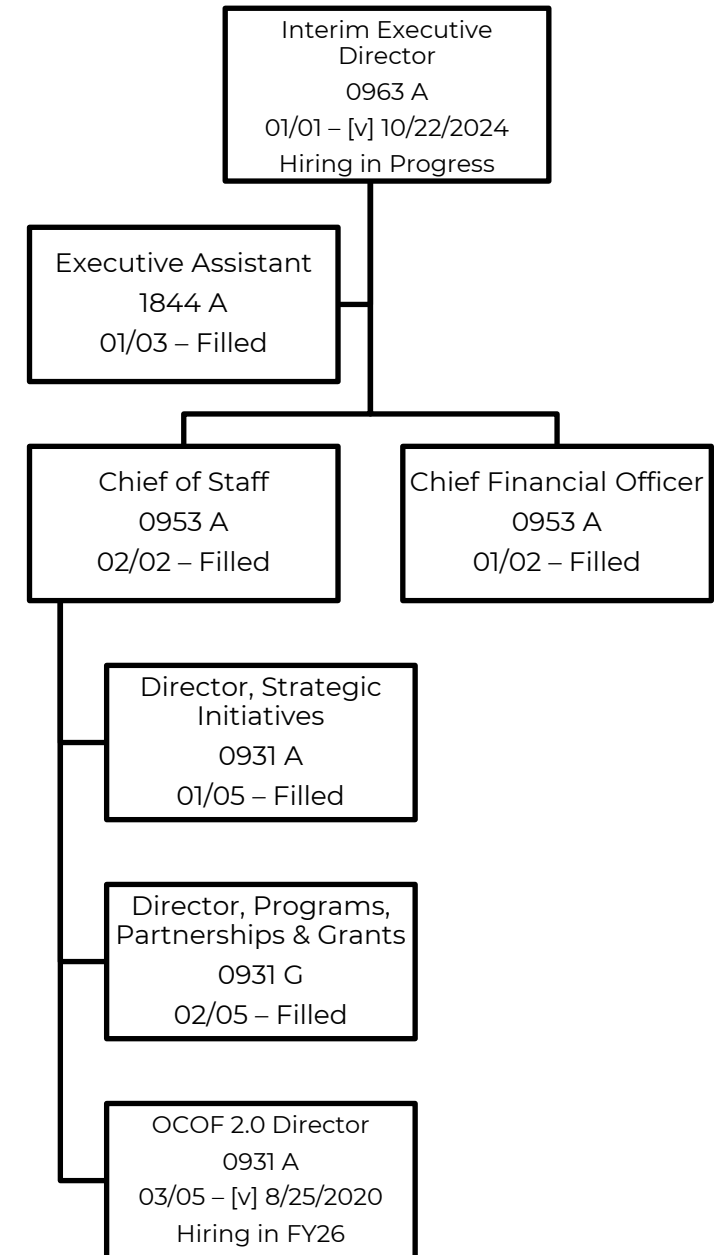 Interim Executive
Director
0963 A
01/01 – [v] 10/22/2024
Hiring in Progress
Executive Assistant
1844 A
01/03 – Filled
Chief of Staff
0953 A
02/02 – Filled
Chief Financial Officer
0953 A
01/02 – Filled
Director, Strategic
Initiatives
0931 A
01/05 – Filled
Director, Programs,
Partnerships & Grants
0931 G
02/05 – Filled
OCOF 2.0 Director
0931 A
03/05 – [v] 8/25/2020
Hiring in FY26